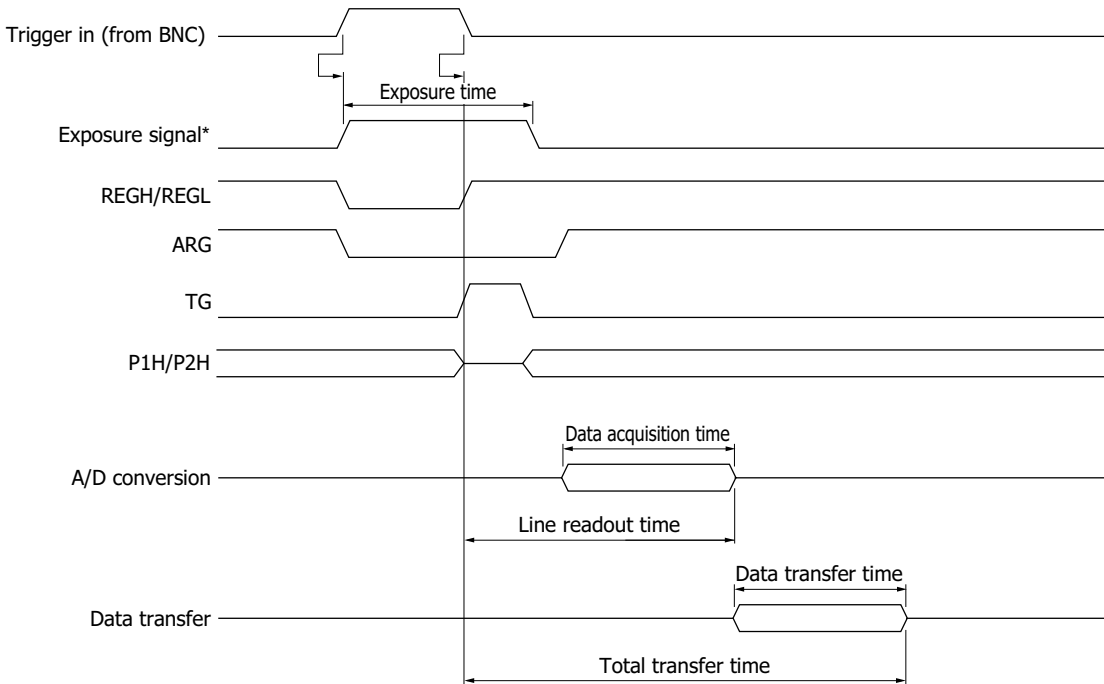 Trigger in (from BNC)
Exposure time
Exposure signal*
REGH/REGL
ARG
TG
P1H/P2H
Data acquisition time
A/D conversion
Line readout time
Data transfer time
Data transfer
Total transfer time